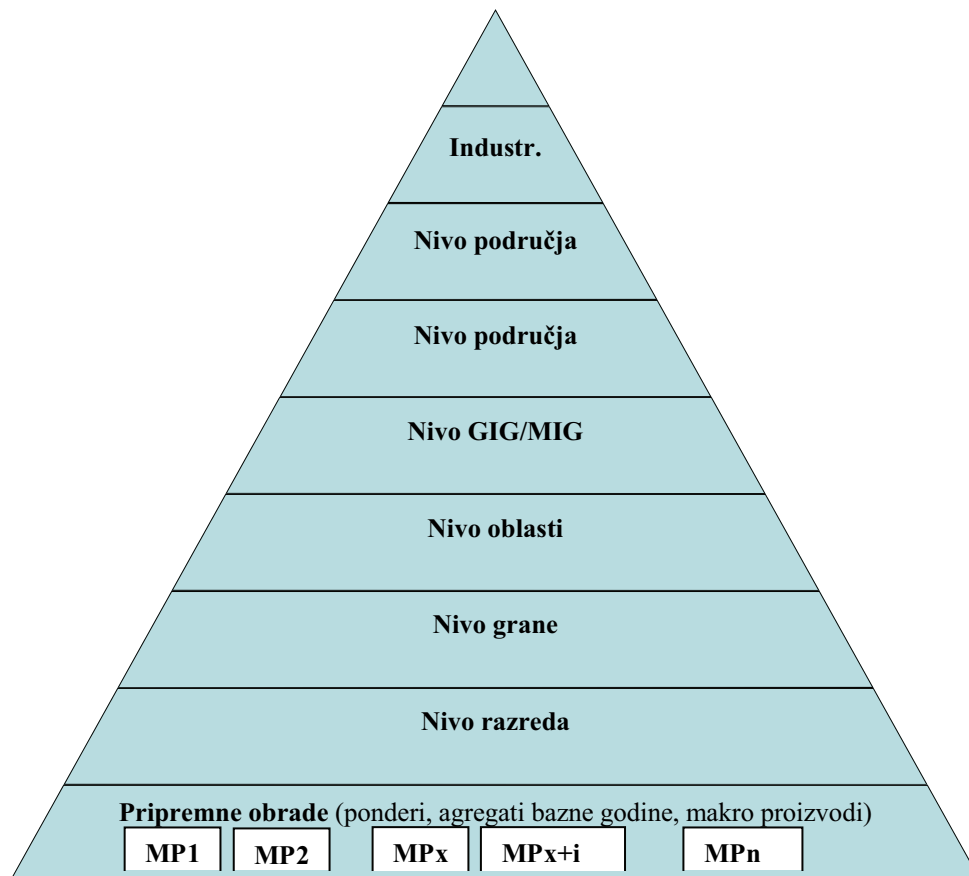 Industr.
Nivo područja
Nivo područja
Nivo GIG/MIG
Nivo oblasti
Nivo grane
Nivo razreda
Pripremne obrade (ponderi, agregati bazne godine, makro proizvodi)
MP1 MP2 MPx MPx+i MPn